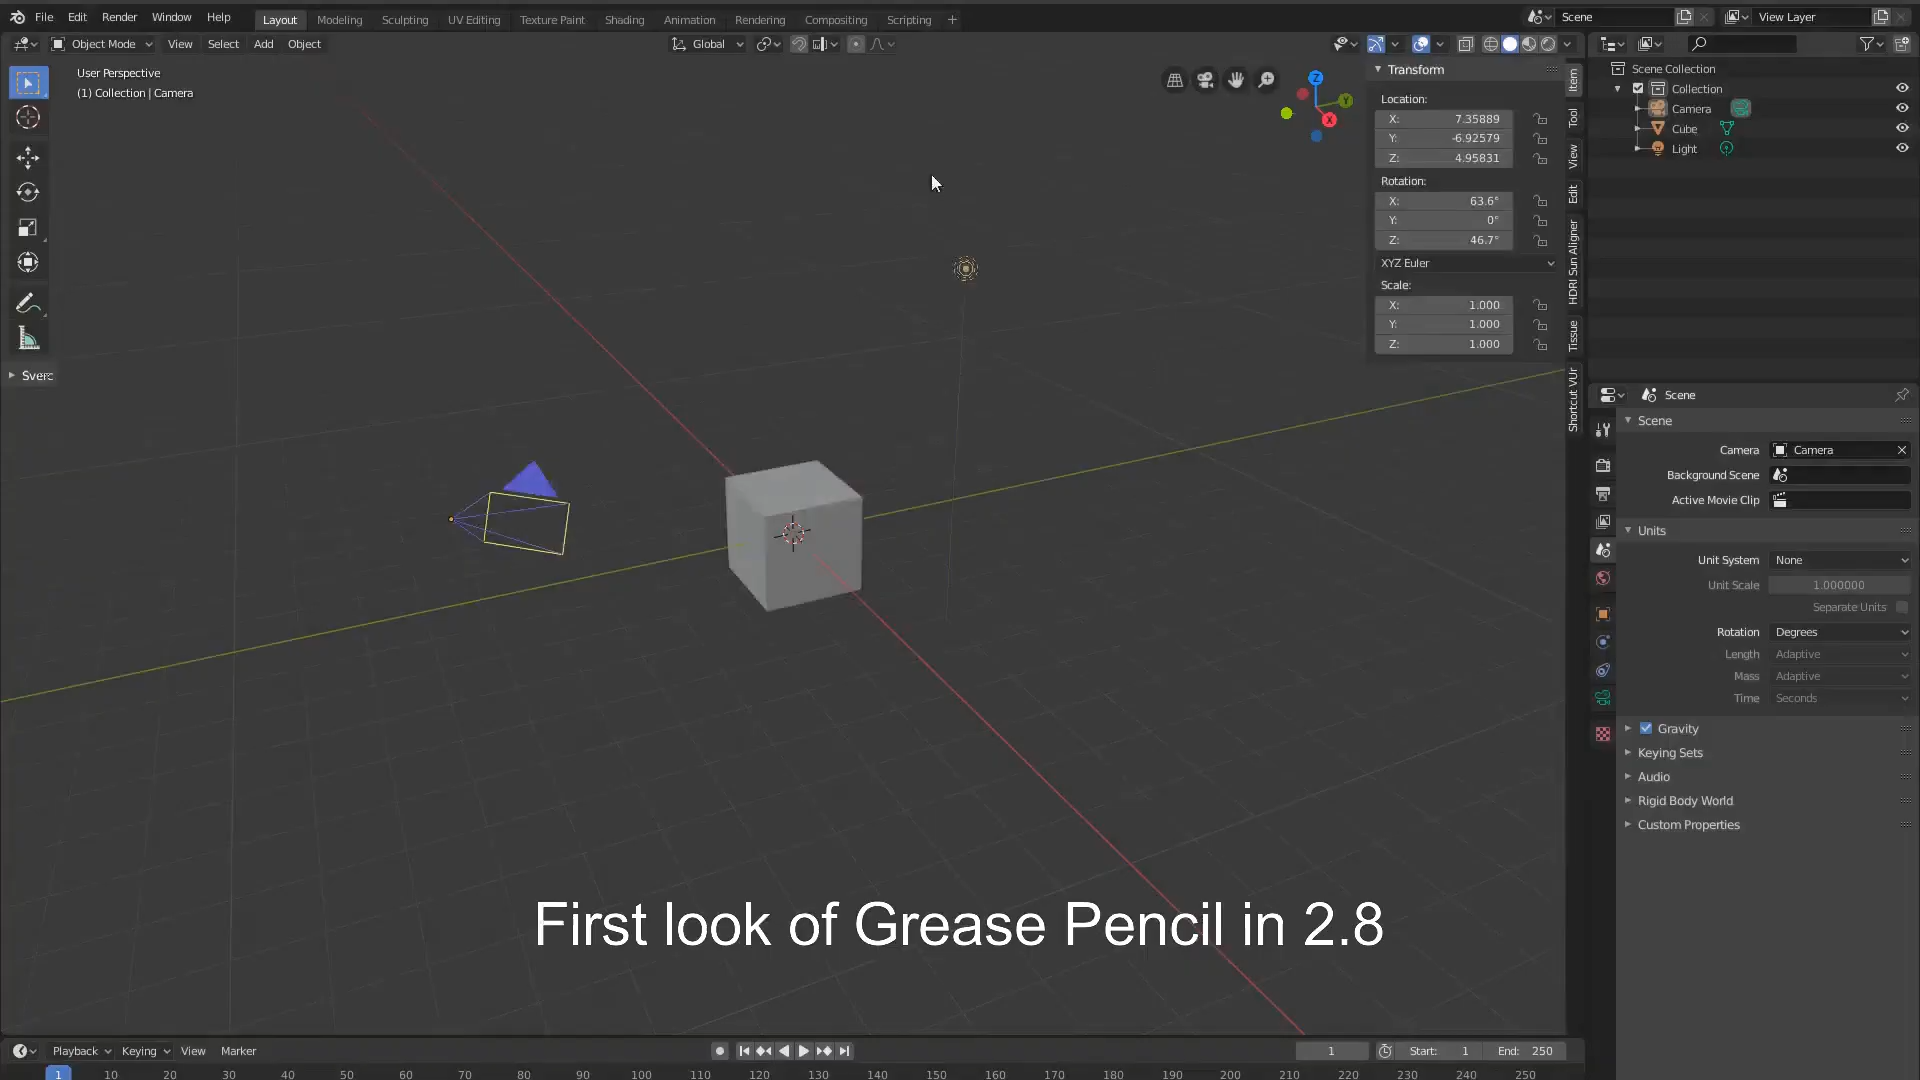 File Edit Render Window Help Layout Modeling Sculpting UV Editing Texture Paint Shading Animation Rendering Compositing Scripting + Scene View Layer
Object Mode View Select Add Object Global
User Perspective
(1) Collection | Camera
Z
Y
X
Transform
Location:
X: 7.35889
Y: -6.92579
Z: 4.95831
Rotation:
X: 63.6°
Y: 0°
Z: 46.7°
XYZ Euler
Scale:
X: 1.000
Y: 1.000
Z: 1.000
Item
Tool
View
Edit
HDRI Sun Aligner
Tissue
Shortcut VUr
Scene Collection
Collection
Camera
Cube
Light
Scene
Scene
Camera Camera
Background Scene
Active Movie Clip
Units
Unit System None
Unit Scale 1.000000
Separate Units
Rotation Degrees
Length Adaptive
Mass Adaptive
Time Seconds
Gravity
Keying Sets
Audio
Rigid Body World
Custom Properties
First look of Grease Pencil in 2.8
Playback Keying View Marker 1 Start: 1 End: 250
1 10 20 30 40 50 60 70 80 90 100 110 120 130 140 150 160 170 180 190 200 210 220 230 240 250